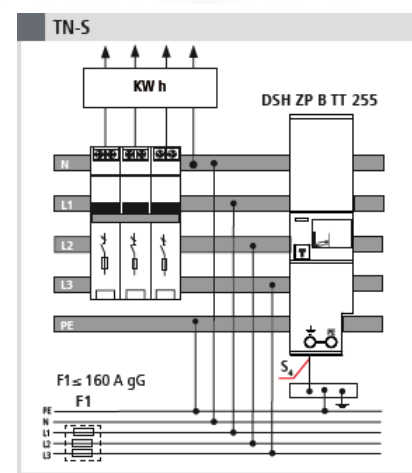 TN-S
KW h
DSH ZP B TT 255
N
L1
L2
L3
PE
PE
S4
F1≤ 160 A gG
F1
PE
N
L1
L2
L3